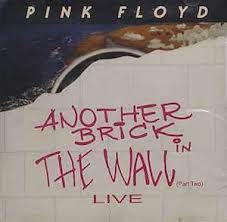 PINK FLOYD
ANOTHER
BRICK
in
THE WALL
(Part Two)
LIVE